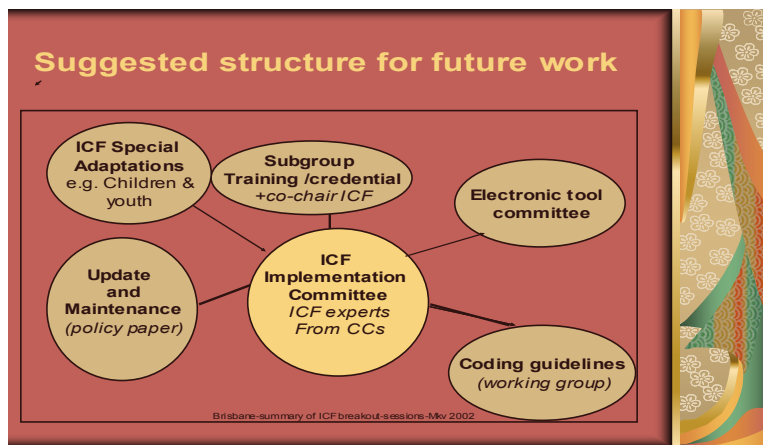 Suggested structure for future work
ICF Special
Adaptations
e.g. Children &
youth
Subgroup
Training /credential
+co-chair ICF
Electronic tool
committee
Update
and
Maintenance
(policy paper)
ICF
Implementation
Committee
ICF experts
From CCs
Coding guidelines
(working group)
Brisbane-summary of ICF breakout-sessions-Mkv 2002